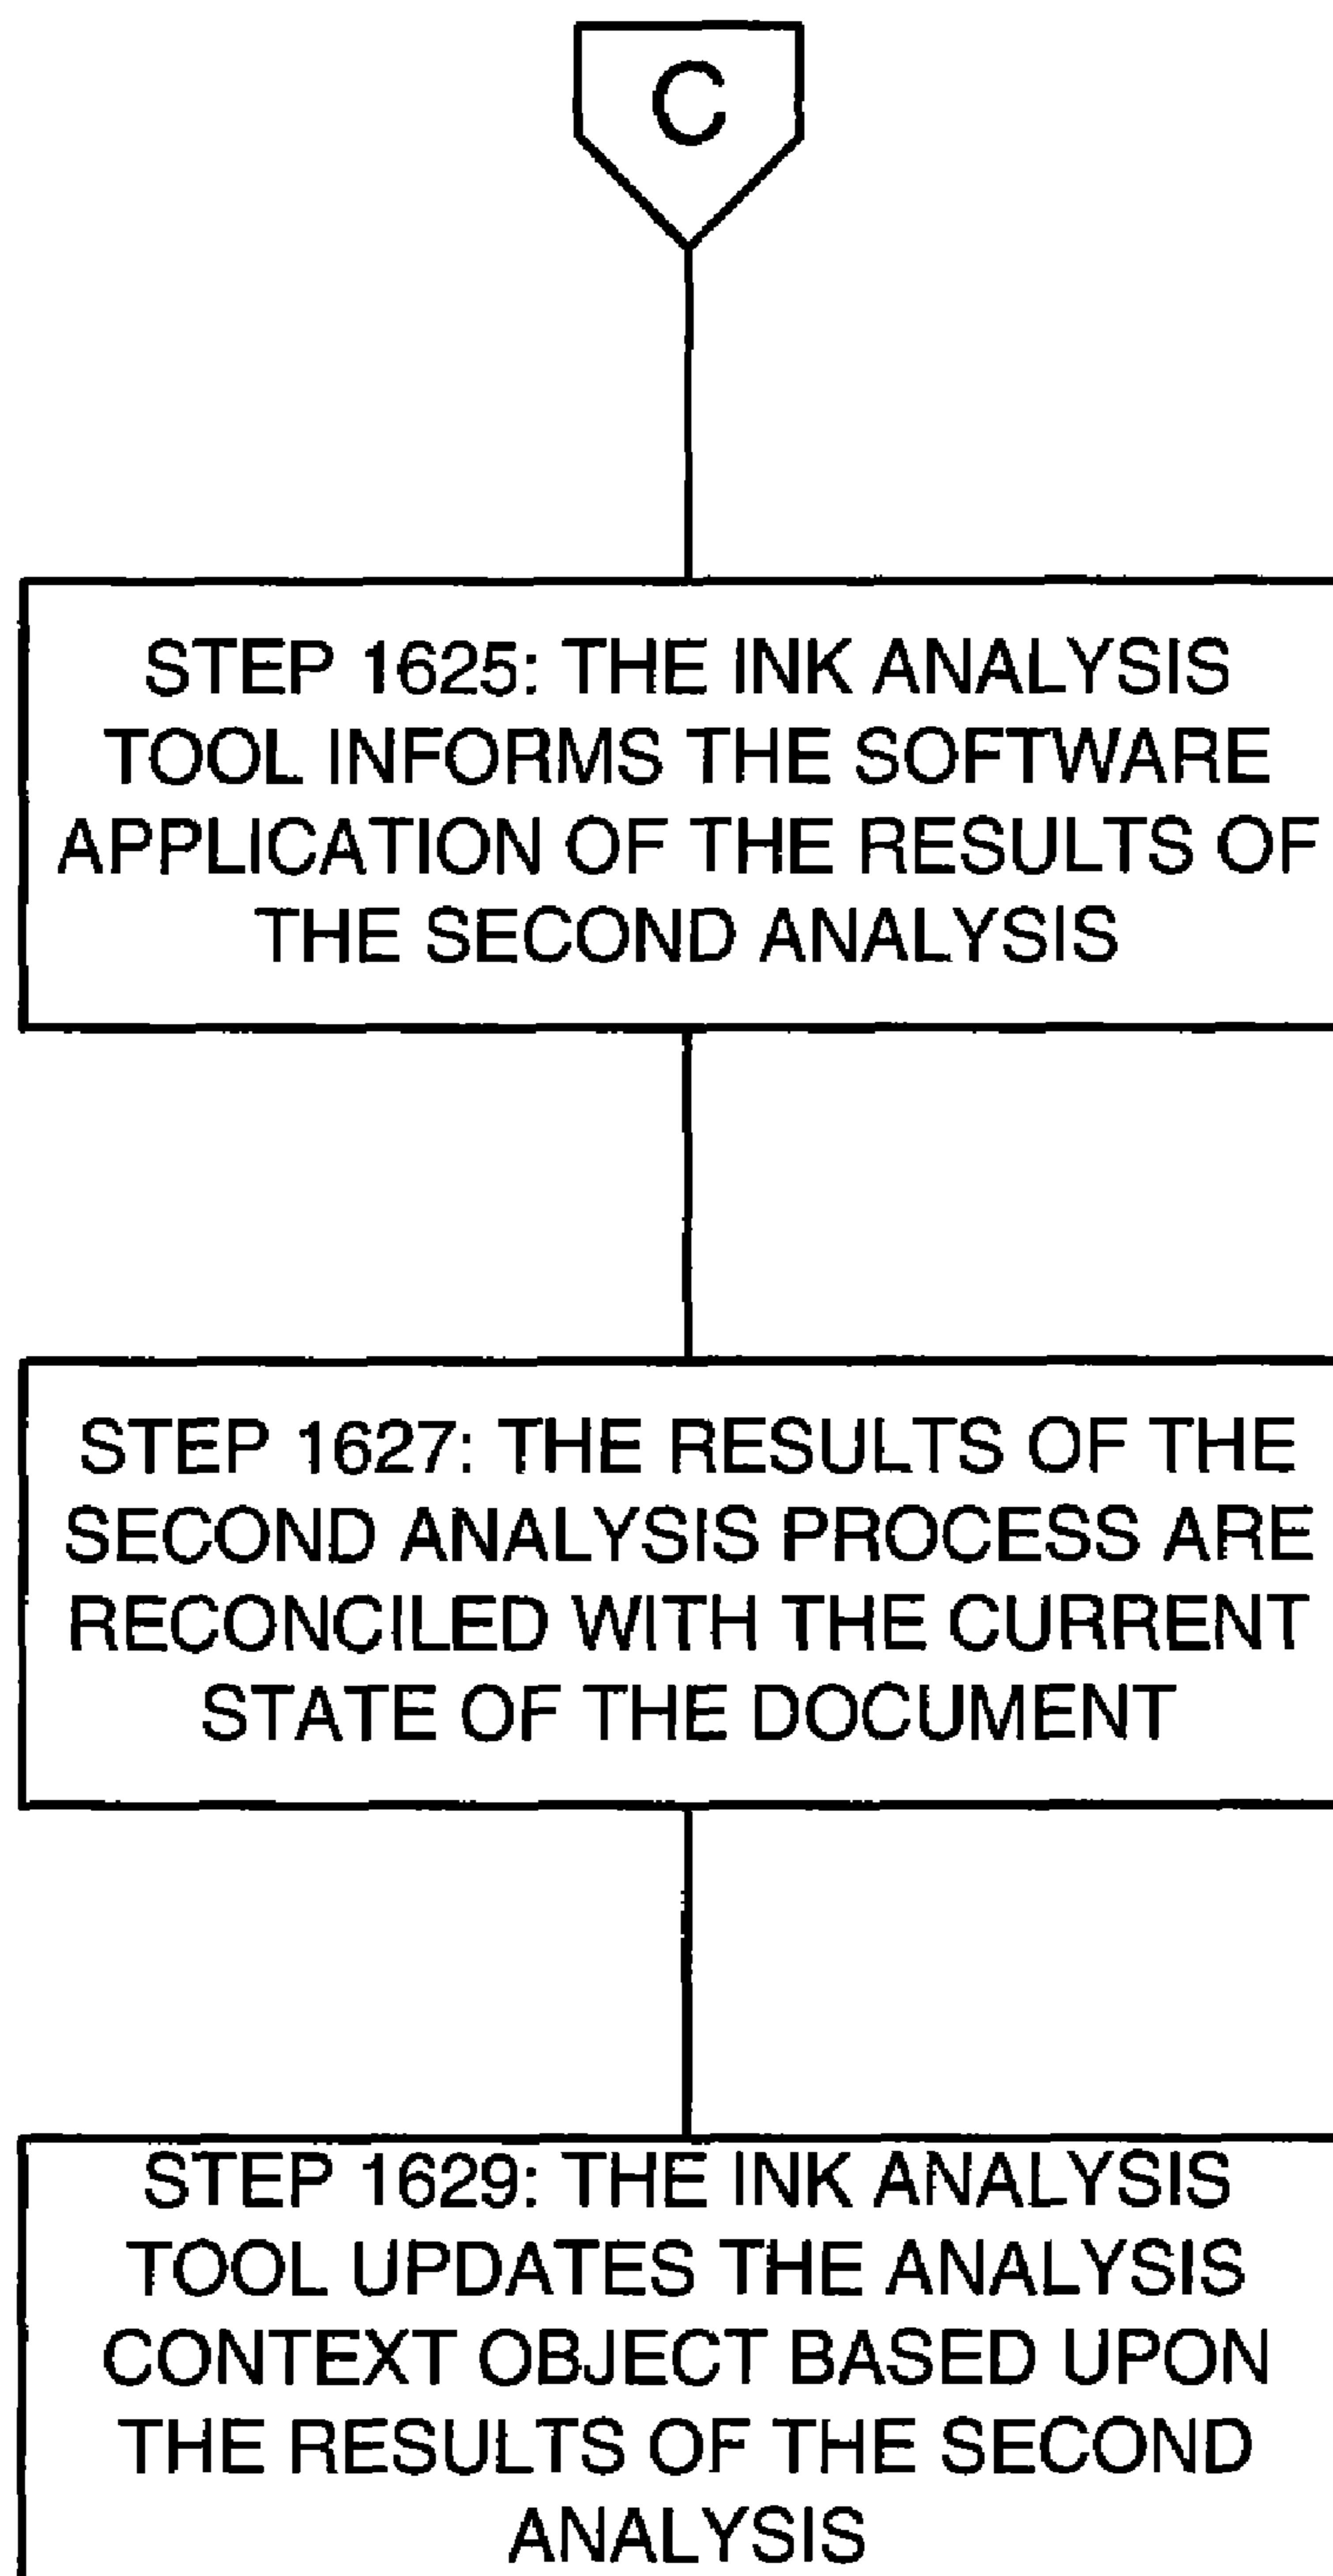 C
STEP 1625: THE INK ANALYSIS
TOOL INFORMS THE SOFTWARE
APPLICATION OF THE RESULTS OF
THE SECOND ANALYSIS
STEP 1627: THE RESULTS OF THE
SECOND ANALYSIS PROCESS ARE
RECONCILED WITH THE CURRENT
STATE OF THE DOCUMENT
STEP 1629: THE INK ANALYSIS
TOOL UPDATES THE ANALYSIS
CONTEXT OBJECT BASED UPON
THE RESULTS OF THE SECOND
ANALYSIS